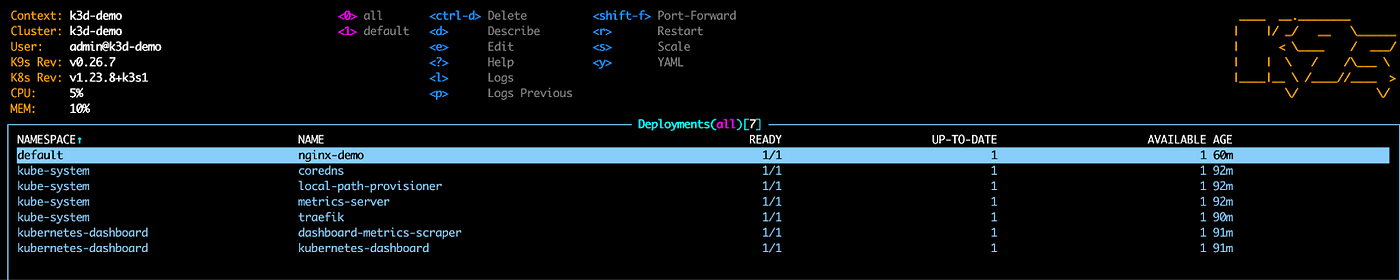 Context: k3d-demo <0> all <ctrl-d> Delete <shift-f> Port-Forward
Cluster: k3d-demo <1> default <d> Describe <r> Restart
User: admin@k3d-demo <e> Edit <s> Scale
K9s Rev: v0.26.7 <?> Help <y> YAML
K8s Rev: v1.23.8+k3s1 <l> Logs
CPU: 5% <p> Logs Previous
MEM: 10%
Deployments(all)[7]
NAMESPACE↑ NAME READY UP-TO-DATE AVAILABLE AGE
default nginx-demo 1/1 1 1 60m
kube-system coredns 1/1 1 1 92m
kube-system local-path-provisioner 1/1 1 1 92m
kube-system metrics-server 1/1 1 1 92m
kube-system traefik 1/1 1 1 90m
kubernetes-dashboard dashboard-metrics-scraper 1/1 1 1 91m
kubernetes-dashboard kubernetes-dashboard 1/1 1 1 91m